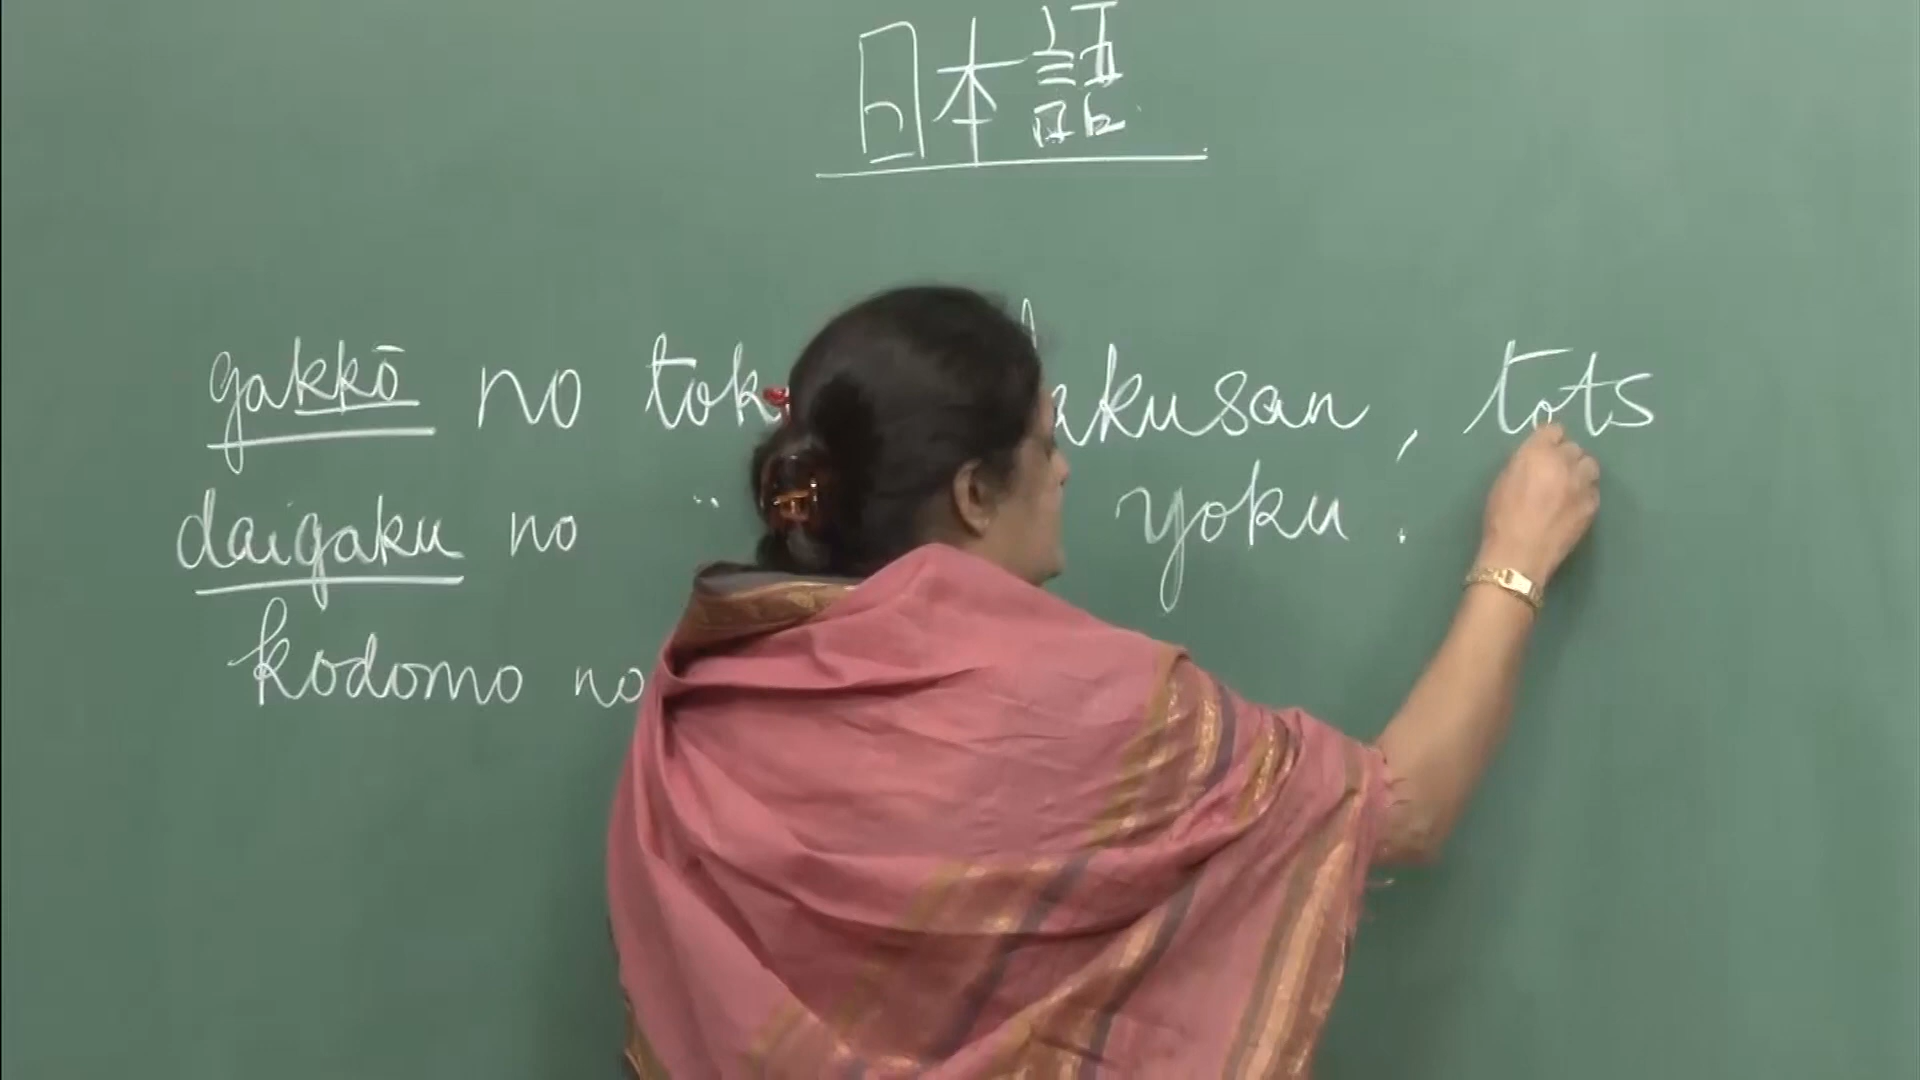 日本語
gakkō no tok akusan, tots
daigaku no " yoku.
kodomo no